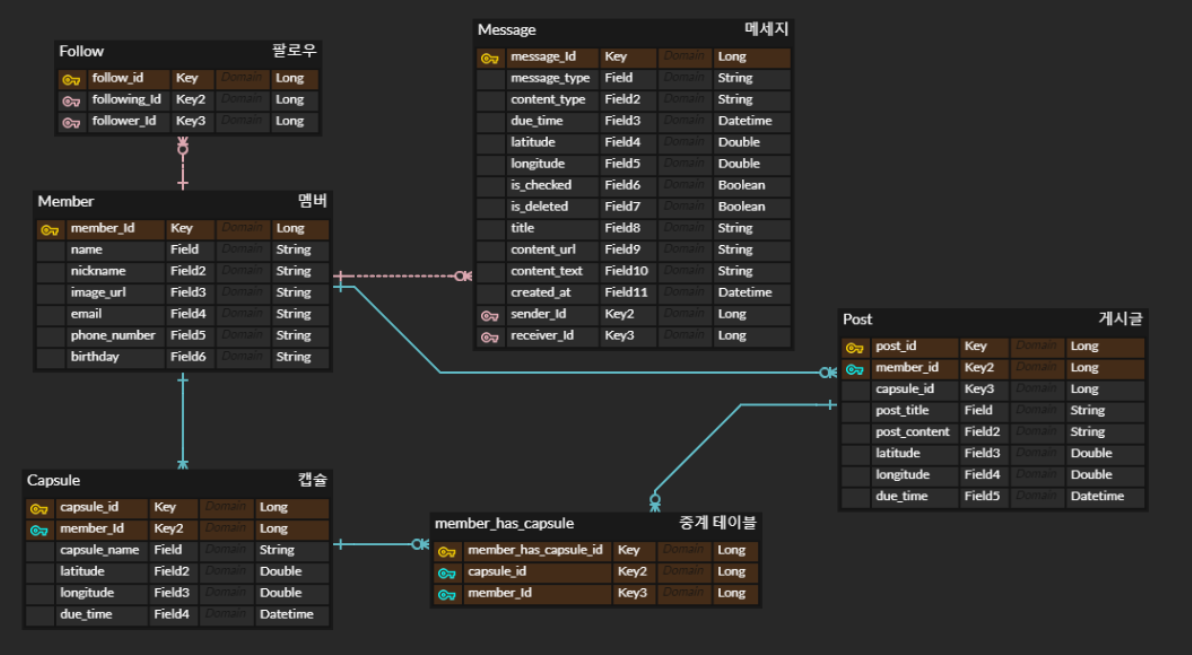 Follow 팔로우
follow_id Key Domain Long
following_Id Key2 Domain Long
follower_Id Key3 Domain Long
Message 메세지
message_Id Key Domain Long
message_type Field Domain String
content_type Field2 Domain String
due_time Field3 Domain Datetime
latitude Field4 Domain Double
longitude Field5 Domain Double
is_checked Field6 Domain Boolean
is_deleted Field7 Domain Boolean
title Field8 Domain String
content_url Field9 Domain String
content_text Field10 Domain String
created_at Field11 Domain Datetime
sender_Id Key2 Domain Long
receiver_Id Key3 Domain Long
Member 멤버
member_Id Key Domain Long
name Field Domain String
nickname Field2 Domain String
image_url Field3 Domain String
email Field4 Domain String
phone_number Field5 Domain String
birthday Field6 Domain String
Post 게시글
post_id Key Domain Long
member_id Key2 Domain Long
capsule_id Key3 Domain Long
post_title Field Domain String
post_content Field2 Domain String
latitude Field3 Domain Double
longitude Field4 Domain Double
due_time Field5 Domain Datetime
Capsule 캡슐
capsule_id Key Domain Long
member_Id Key2 Domain Long
capsule_name Field Domain String
latitude Field2 Domain Double
longitude Field3 Domain Double
due_time Field4 Domain Datetime
member_has_capsule 중계 테이블
member_has_capsule_id Key Domain Long
capsule_id Key2 Domain Long
member_Id Key3 Domain Long